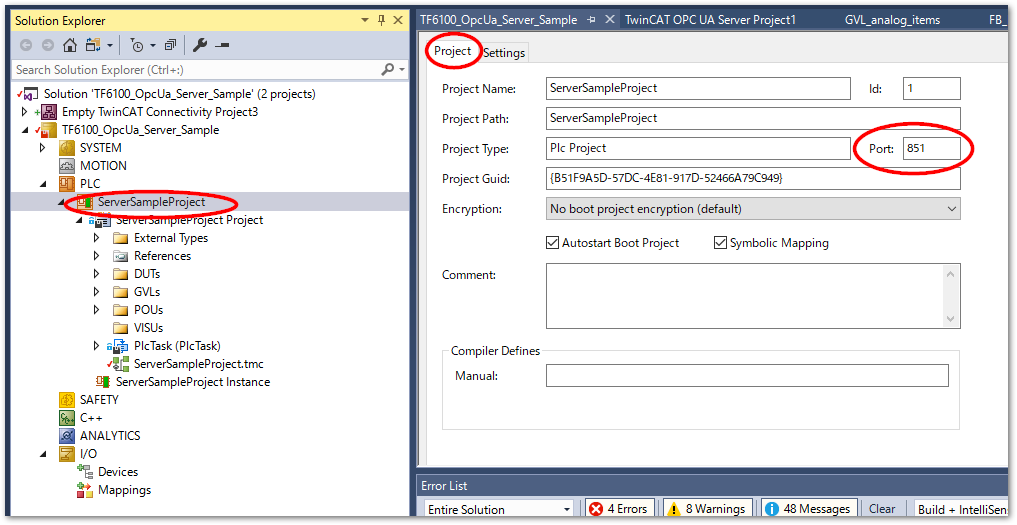 Solution Explorer
Search Solution Explorer (Ctrl+:)
Solution 'TF6100_OpcUa_Server_Sample' (2 projects)
Empty TwinCAT Connectivity Project3
TF6100_OpcUa_Server_Sample
SYSTEM
MOTION
PLC
ServerSampleProject
ServerSampleProject Project
External Types
References
DUTs
GVLs
POUs
VISUs
PlcTask (PlcTask)
ServerSampleProject.tmc
ServerSampleProject Instance
SAFETY
C++
ANALYTICS
I/O
Devices
Mappings
TF6100_OpcUa_Server_Sample TwinCAT OPC UA Server Project1 GVL_analog_items FB_
Project Settings
Project Name: ServerSampleProject Id: 1
Project Path: ServerSampleProject
Project Type: Plc Project Port: 851
Project Guid: {B51F9A5D-57DC-4E81-917D-52466A79C949}
Encryption: No boot project encryption (default)
Autostart Boot Project Symbolic Mapping
Comment:
Compiler Defines
Manual:
Error List
Entire Solution 4 Errors 8 Warnings 48 Messages Clear Build + IntelliSens